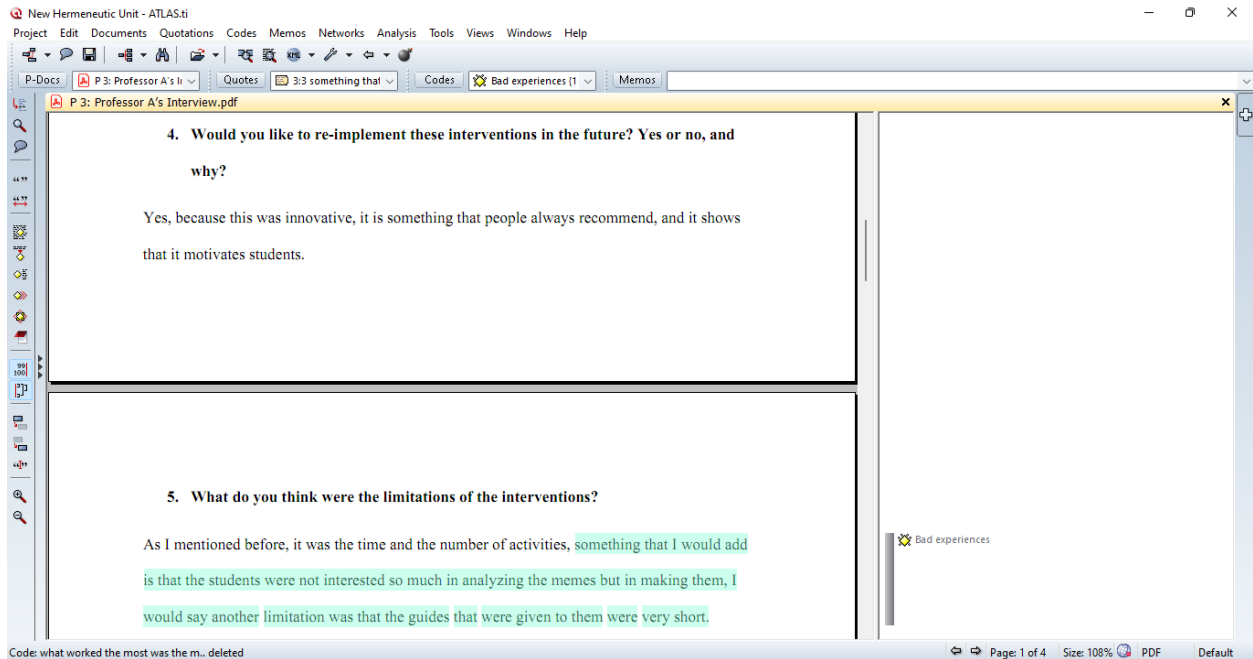 New Hermeneutic Unit - ATLAS.ti
Project Edit Documents Quotations Codes Memos Networks Analysis Tools Views Windows Help
P-Docs P 3: Professor A's I Quotes 3:3 something that Codes Bad experiences {1 Memos
P 3: Professor A's Interview.pdf
4. Would you like to re-implement these interventions in the future? Yes or no, and
why?
Yes, because this was innovative, it is something that people always recommend, and it shows
that it motivates students.
5. What do you think were the limitations of the interventions?
As I mentioned before, it was the time and the number of activities, something that I would add
is that the students were not interested so much in analyzing the memes but in making them, I
would say another limitation was that the guides that were given to them were very short.
Bad experiences
Code: what worked the most was the m.. deleted
Page: 1 of 4 Size: 108% PDF Default